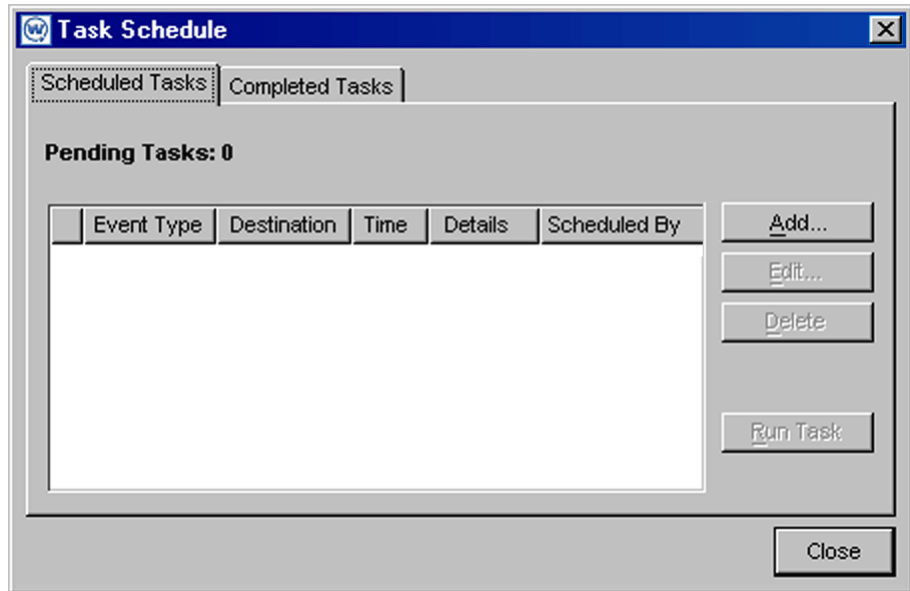 Task Schedule
Scheduled Tasks Completed Tasks
Pending Tasks: 0
Event Type Destination Time Details Scheduled By
Add...
Edit...
Delete
Run Task
Close